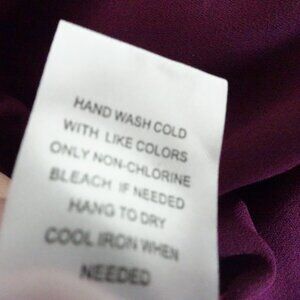 HAND WASH COLD
WITH LIKE COLORS
ONLY NON-CHLORINE
BLEACH IF NEEDED
HANG TO DRY
COOL IRON WHEN
NEEDED